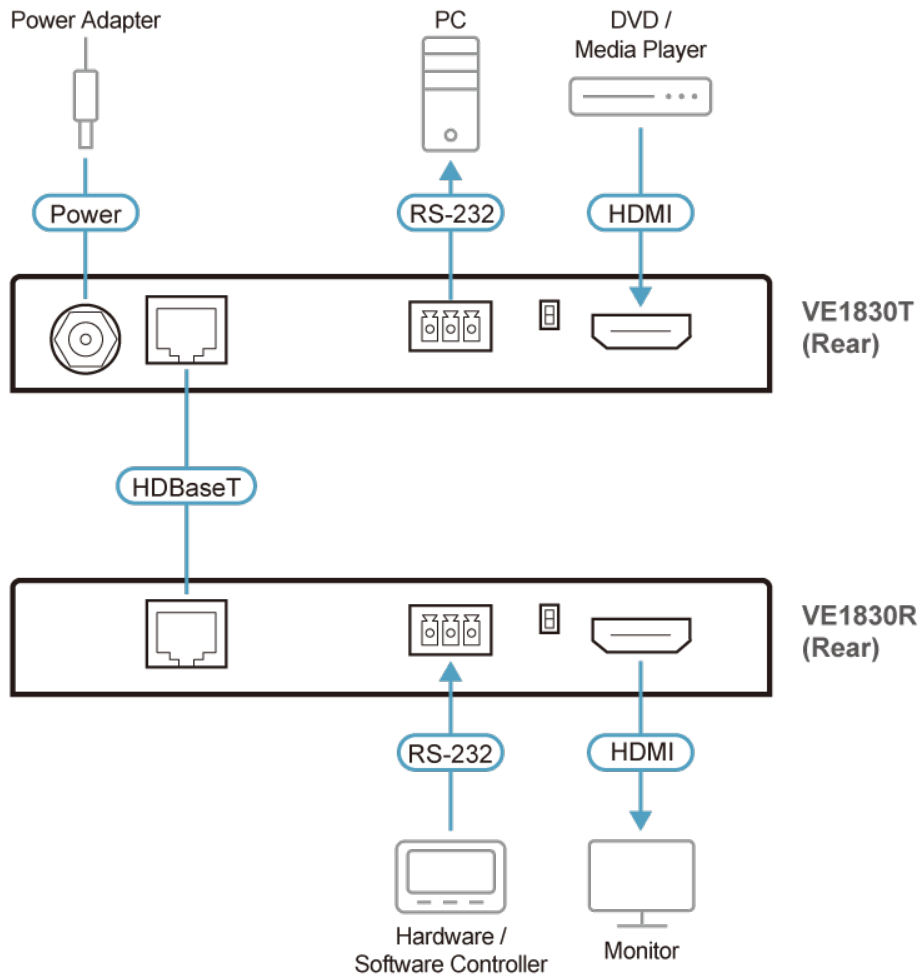 Power Adapter
PC
DVD /
Media Player
Power
RS-232
HDMI
VE1830T
(Rear)
HDBaseT
VE1830R
(Rear)
RS-232
HDMI
Hardware /
Software Controller
Monitor